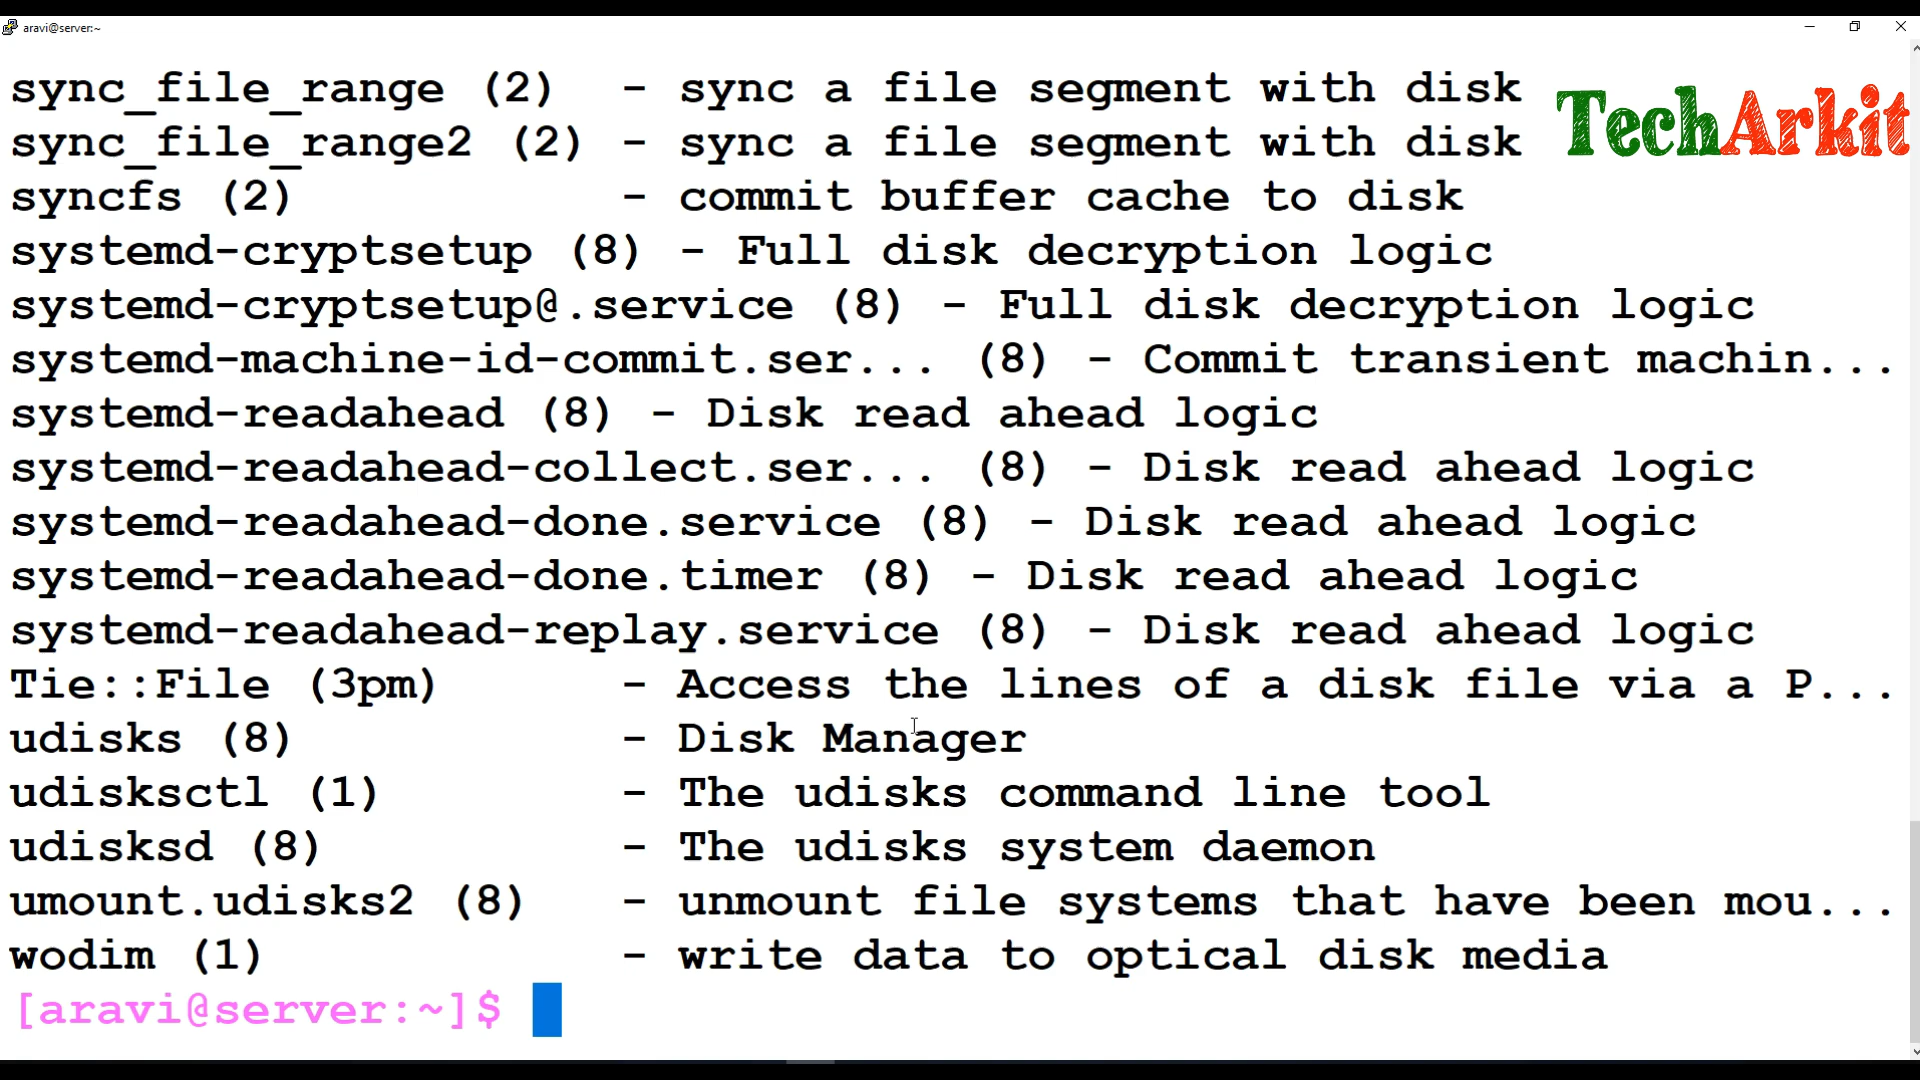 aravi@server:~
sync_file_range (2)  - sync a file segment with disk
TechArkit
sync_file_range2 (2) - sync a file segment with disk
syncfs (2)           - commit buffer cache to disk
systemd-cryptsetup (8) - Full disk decryption logic
systemd-cryptsetup@.service (8) - Full disk decryption logic
systemd-machine-id-commit.ser... (8) - Commit transient machin...
systemd-readahead (8) - Disk read ahead logic
systemd-readahead-collect.ser... (8) - Disk read ahead logic
systemd-readahead-done.service (8) - Disk read ahead logic
systemd-readahead-done.timer (8) - Disk read ahead logic
systemd-readahead-replay.service (8) - Disk read ahead logic
Tie::File (3pm)      - Access the lines of a disk file via a P...
udisks (8)           - Disk Manager
udisksctl (1)        - The udisks command line tool
udisksd (8)          - The udisks system daemon
umount.udisks2 (8)   - unmount file systems that have been mou...
wodim (1)            - write data to optical disk media
[aravi@server:~]$